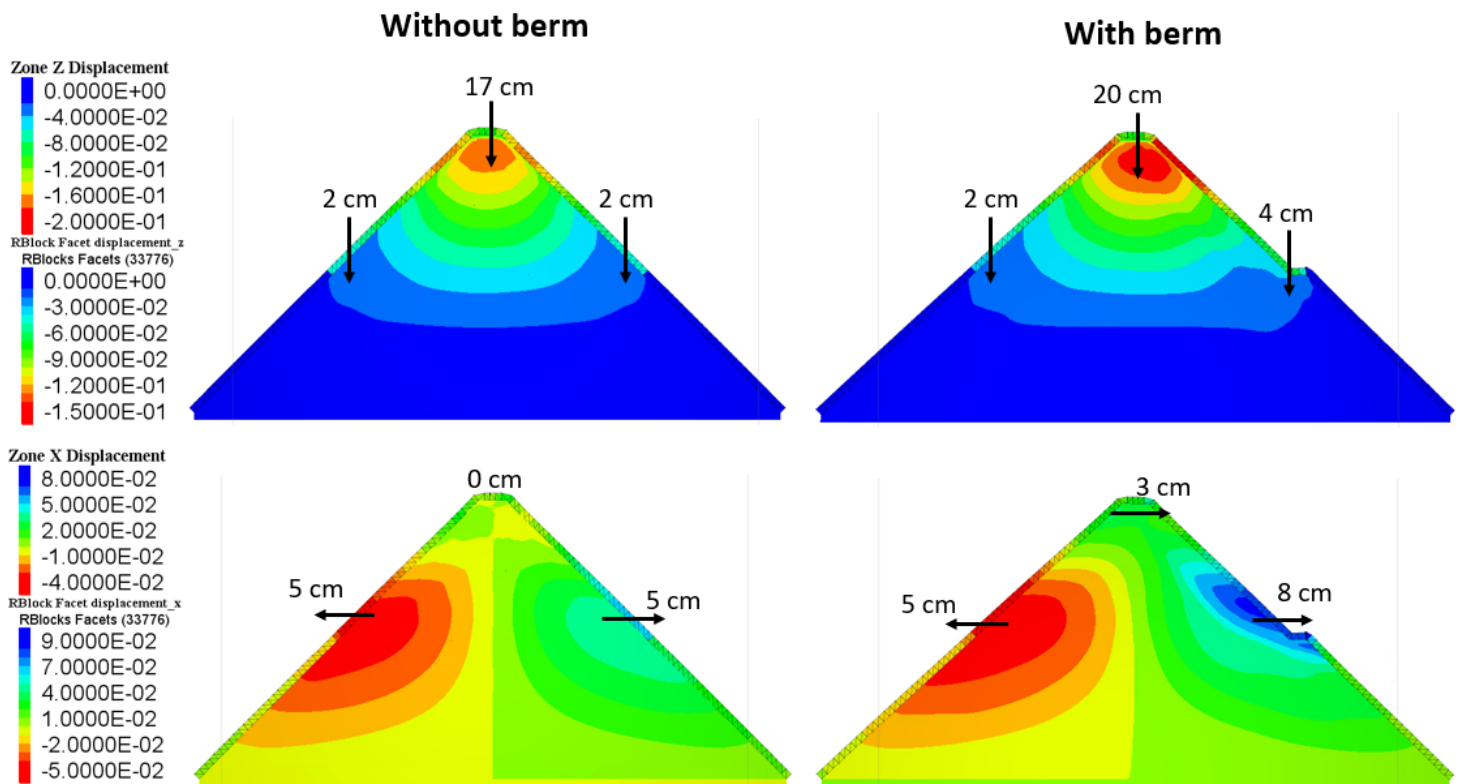 Without berm
With berm
Zone Z Displacement
0.0000E+00
-4.0000E-02
-8.0000E-02
-1.2000E-01
-1.6000E-01
-2.0000E-01
RBlock Facet displacement_z
RBlocks Facets (33776)
0.0000E+00
-3.0000E-02
-6.0000E-02
-9.0000E-02
-1.2000E-01
-1.5000E-01
17 cm
2 cm
2 cm
20 cm
2 cm
4 cm
Zone X Displacement
8.0000E-02
5.0000E-02
2.0000E-02
-1.0000E-02
-4.0000E-02
RBlock Facet displacement_x
RBlocks Facets (33776)
9.0000E-02
7.0000E-02
4.0000E-02
1.0000E-02
-2.0000E-02
-5.0000E-02
0 cm
5 cm
5 cm
3 cm
5 cm
8 cm